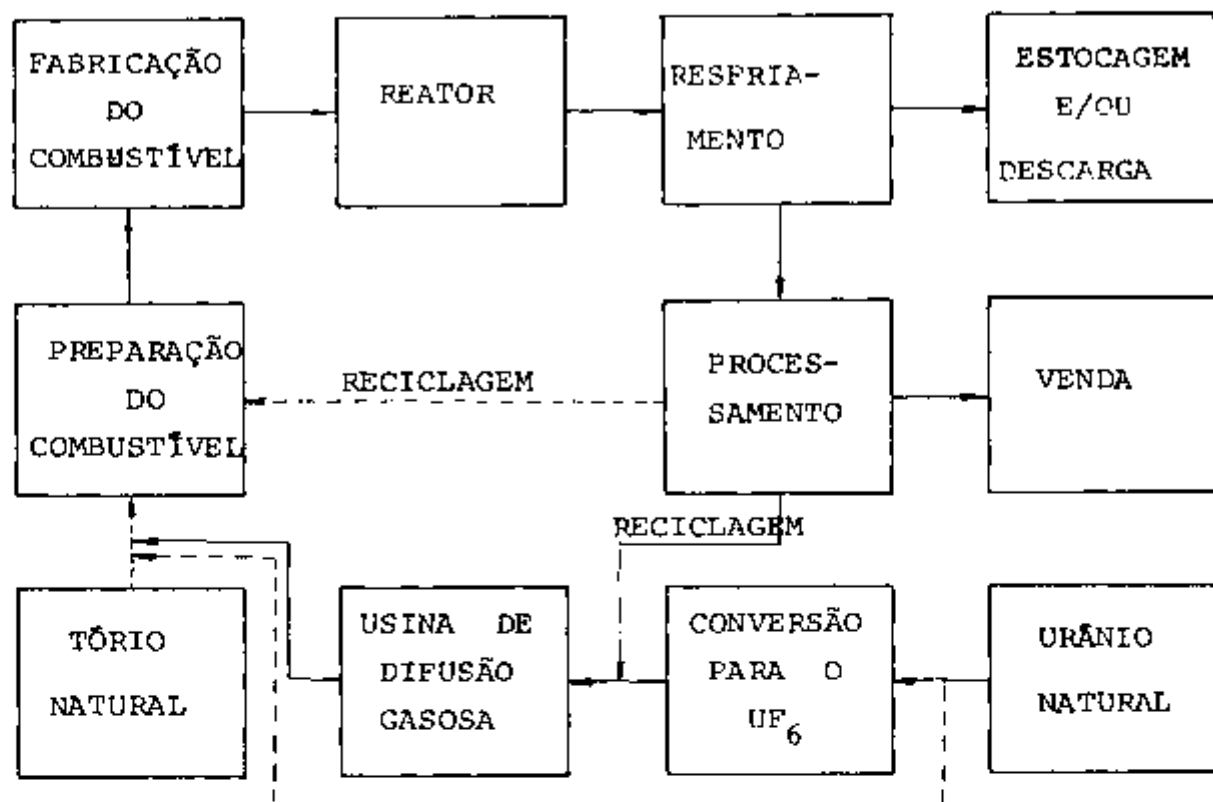 FABRICAÇÃO
DO
COMBUSTÍVEL
REATOR
RESFRIA-
MENTO
ESTOCAGEM
E/OU
DESCARGA
PREPARAÇÃO
DO
COMBUSTÍVEL
RECICLAGEM
PROCES-
SAMENTO
VENDA
RECICLAGEM
TÓRIO
NATURAL
USINA DE
DIFUSÃO
GASOSA
CONVERSÃO
PARA O
UF6
URÂNIO
NATURAL